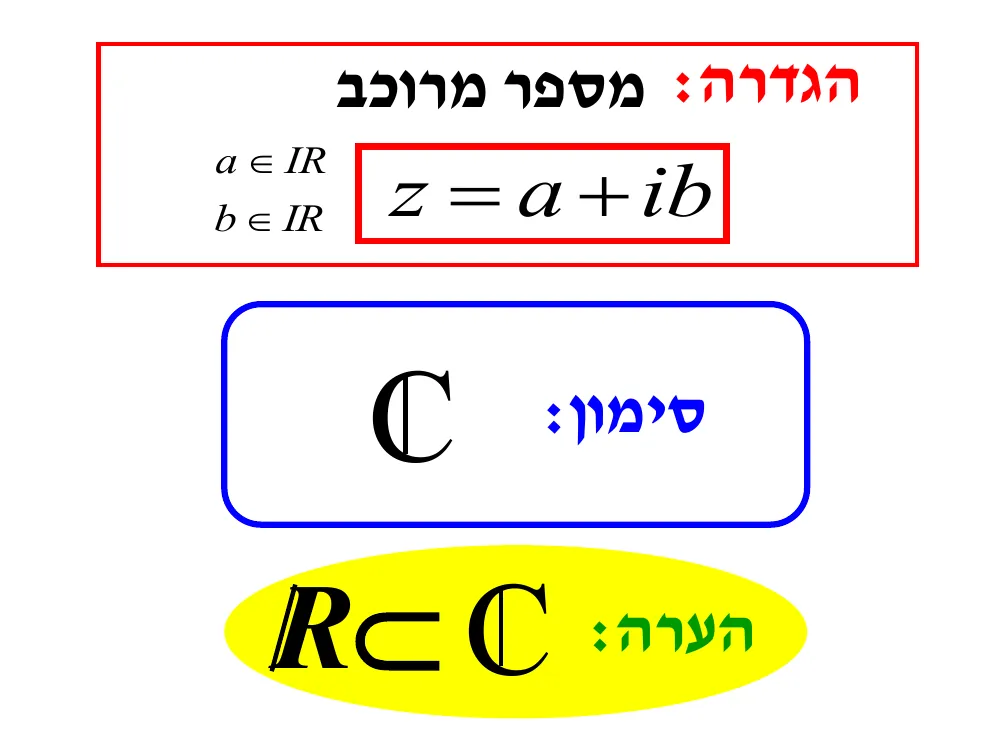 הגדרה: מספר מרוכב
z = a + ib
a ∈ IR
b ∈ IR
סימון: ℂ
הערה: ℝ ⊂ ℂ